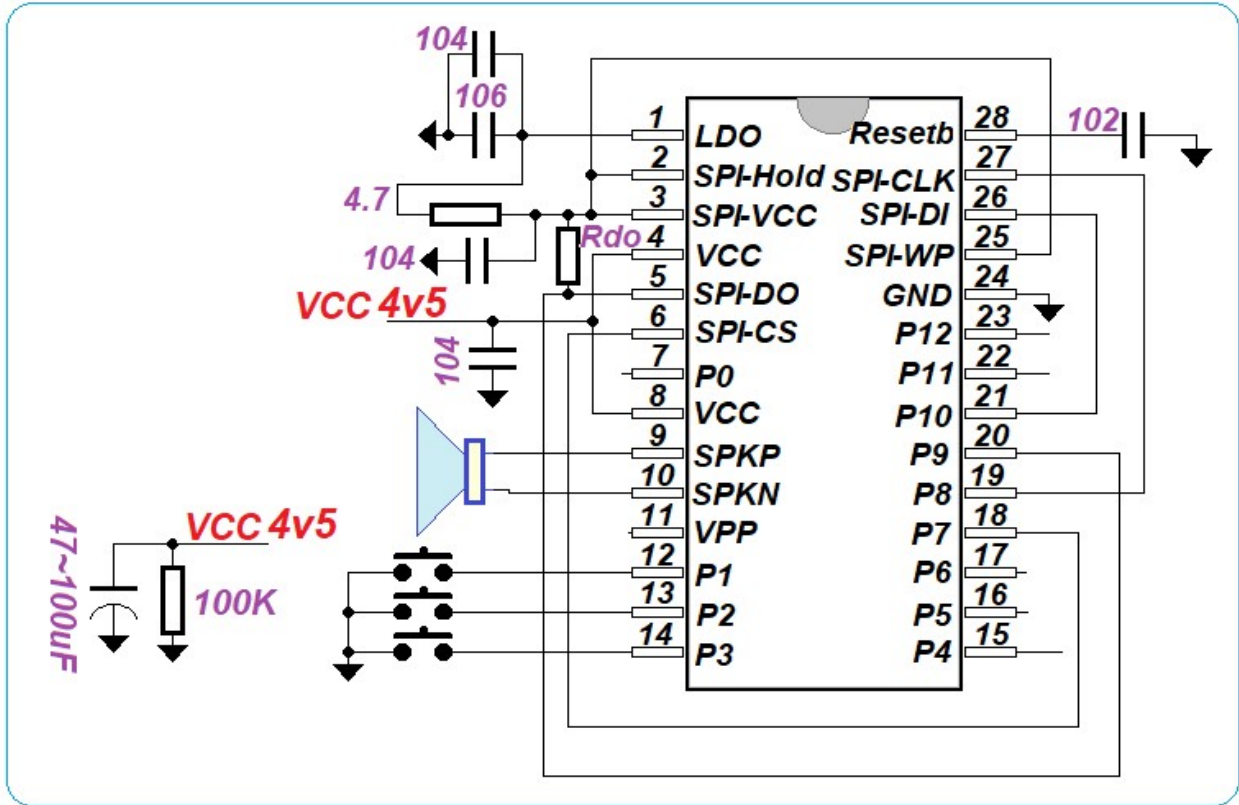 104
106
4.7
104
Rdo
VCC 4v5
104
VCC 4v5
47~100uF
100K
1 LDO
2 SPI-Hold
3 SPI-VCC
4 VCC
5 SPI-DO
6 SPI-CS
7 P0
8 VCC
9 SPKP
10 SPKN
11 VPP
12 P1
13 P2
14 P3
Resetb 28
SPI-CLK 27
SPI-DI 26
SPI-WP 25
GND 24
P12 23
P11 22
P10 21
P9 20
P8 19
P7 18
P6 17
P5 16
P4 15
102